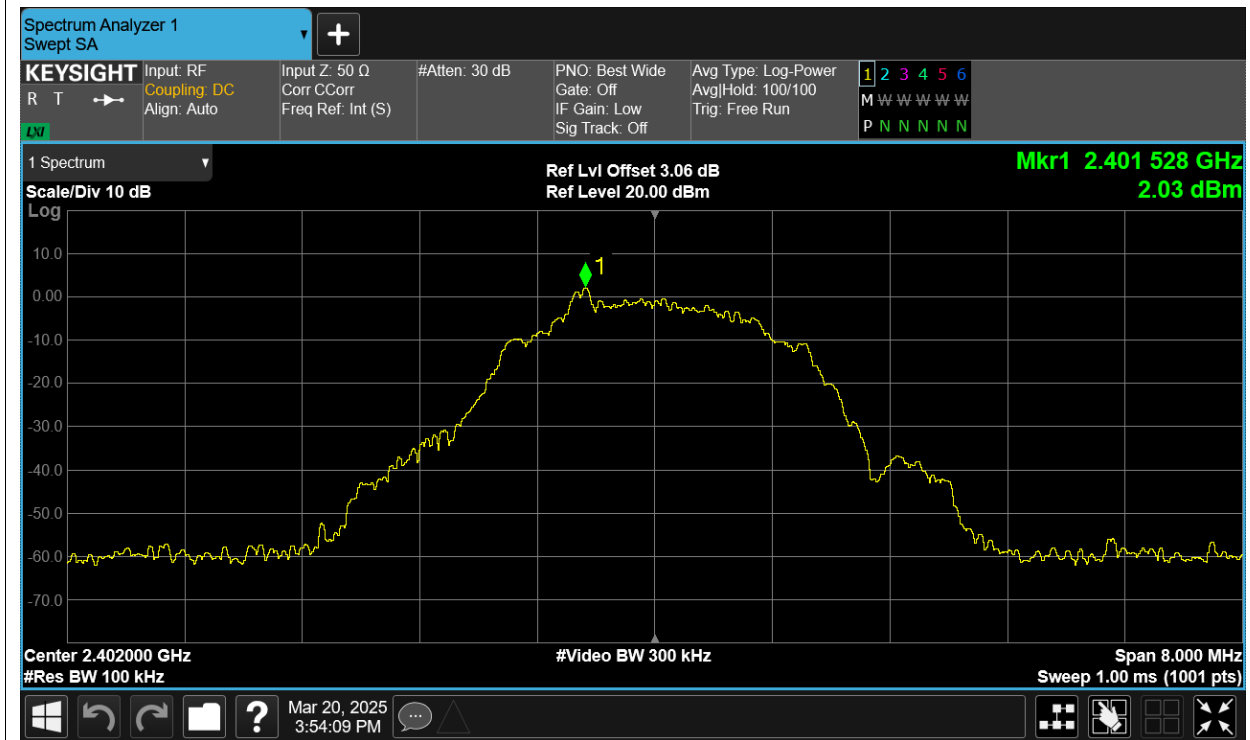 Spectrum Analyzer 1
Swept SA
+
KEYSIGHT
R T
LXI
Input: RF
Coupling: DC
Align: Auto
Input Z: 50 Ω
Corr CCorr
Freq Ref: Int (S)
#Atten: 30 dB
PNO: Best Wide
Gate: Off
IF Gain: Low
Sig Track: Off
Avg Type: Log-Power
Avg|Hold: 100/100
Trig: Free Run
1 2 3 4 5 6
M W W W W W
P N N N N N
1 Spectrum
Scale/Div 10 dB
Log
Ref Lvl Offset 3.06 dB
Ref Level 20.00 dBm
Mkr1 2.401 528 GHz
2.03 dBm
10.0
0.00
-10.0
-20.0
-30.0
-40.0
-50.0
-60.0
-70.0
1
Center 2.402000 GHz
#Res BW 100 kHz
#Video BW 300 kHz
Span 8.000 MHz
Sweep 1.00 ms (1001 pts)
?
Mar 20, 2025
3:54:09 PM